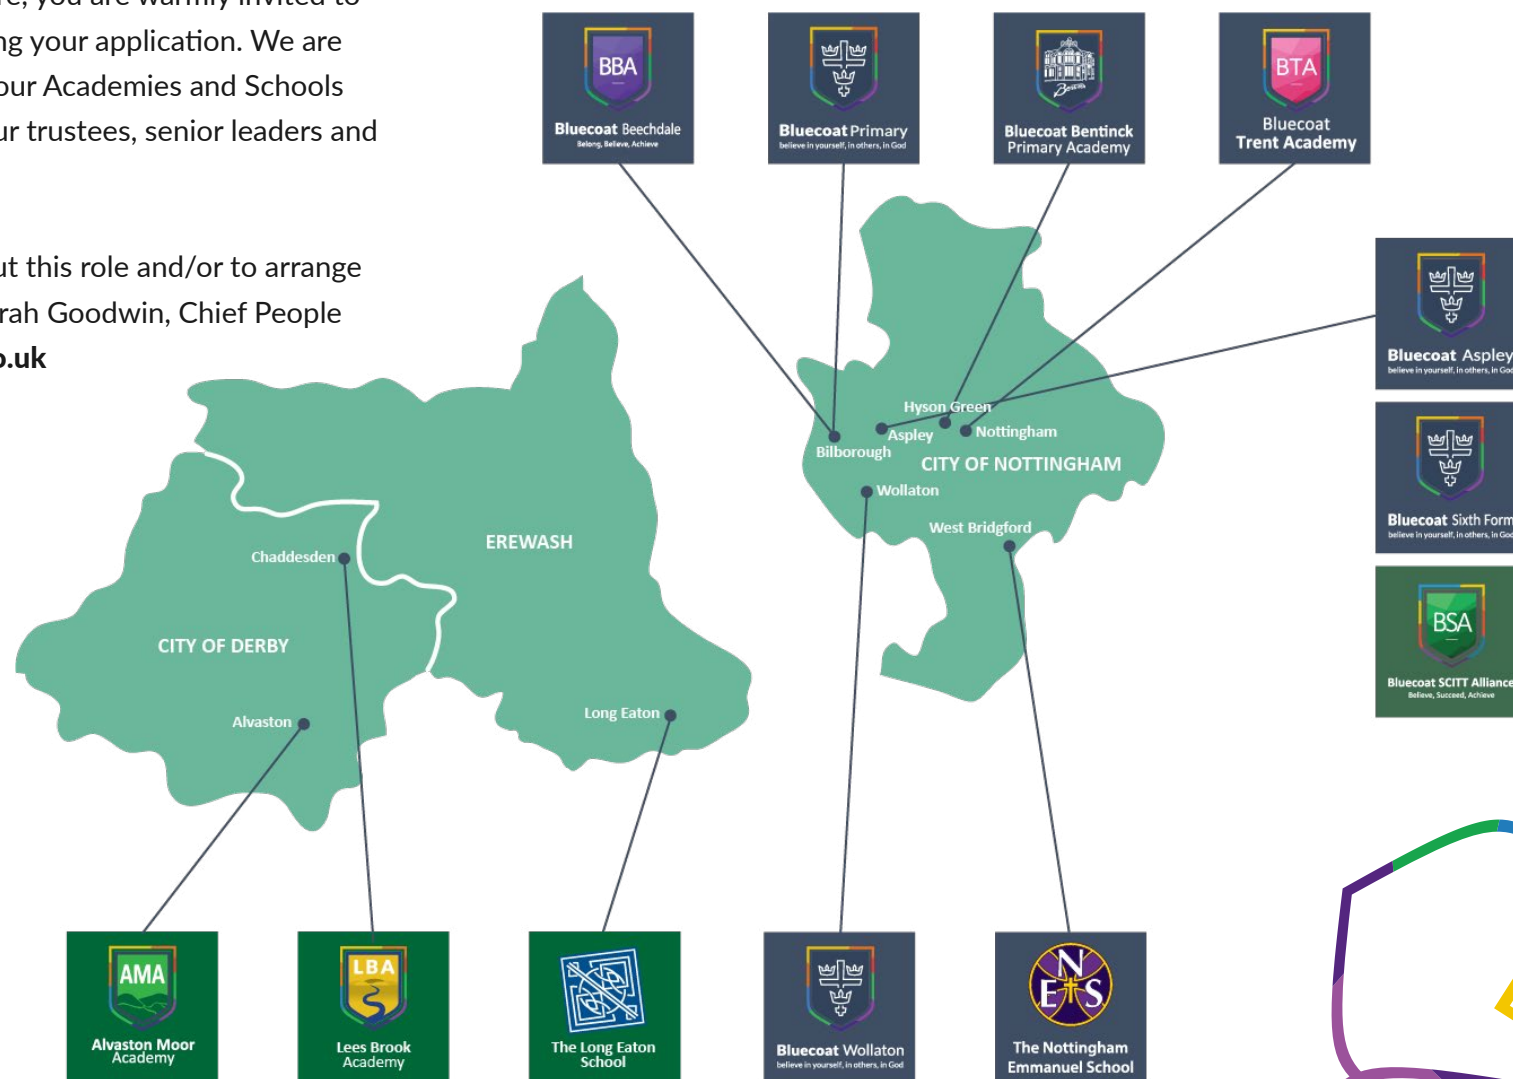 re, you are warmly invited to
ng your application. We are
our Academies and Schools
ur trustees, senior leaders and
ut this role and/or to arrange
rah Goodwin, Chief People
o.uk
BBA
Bluecoat Beechdale
Belong, Believe, Achieve
Bluecoat Primary
believe in yourself, in others, in God
Bluecoat Bentinck
Primary Academy
BTA
Bluecoat
Trent Academy
Bluecoat Aspley
believe in yourself, in others, in God
Bluecoat Sixth Form
believe in yourself, in others, in God
BSA
Bluecoat SCITT Alliance
Believe, Succeed, Achieve
Hyson Green
Aspley
Nottingham
Bilborough
CITY OF NOTTINGHAM
Wollaton
West Bridgford
EREWASH
Chaddesden
CITY OF DERBY
Alvaston
Long Eaton
AMA
Alvaston Moor
Academy
LBA
Lees Brook
Academy
The Long Eaton
School
Bluecoat Wollaton
believe in yourself, in others, in God
N
E S
The Nottingham
Emmanuel School